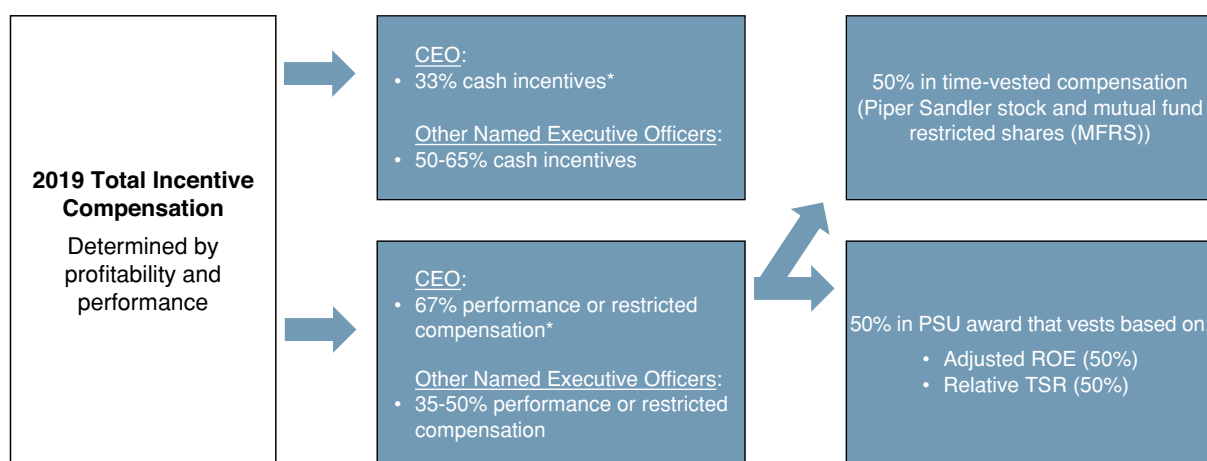 2019 Total Incentive
Compensation
Determined by
profitability and
performance
CEO:
• 33% cash incentives*
Other Named Executive Officers:
• 50-65% cash incentives
CEO:
• 67% performance or restricted
compensation*
Other Named Executive Officers:
• 35-50% performance or restricted
compensation
50% in time-vested compensation
(Piper Sandler stock and mutual fund
restricted shares (MFRS))
50% in PSU award that vests based on
• Adjusted ROE (50%)
• Relative TSR (50%)